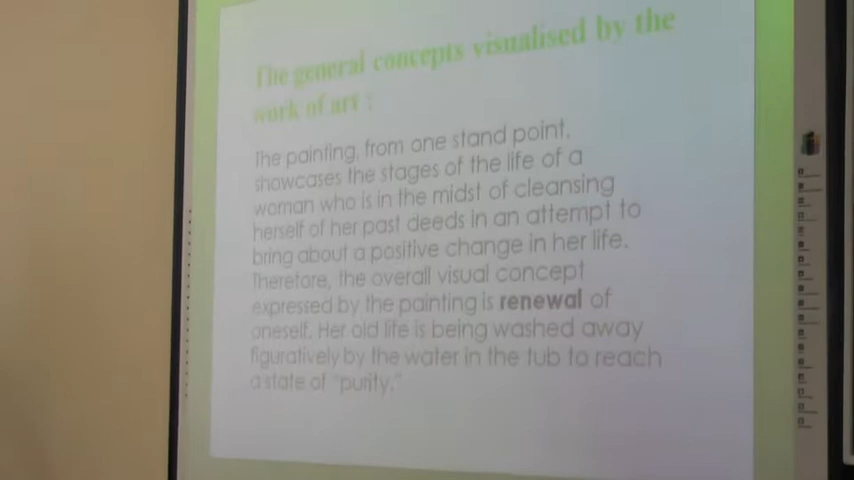 The general concepts visualised by the
work of art :
The painting, from one stand point,
showcases the stages of the life of a
woman who is in the midst of cleansing
herself of her past deeds in an attempt to
bring about a positive change in her life.
Therefore, the overall visual concept
expressed by the painting is renewal of
oneself. Her old life is being washed away
figuratively by the water in the tub to reach
a state of "purity."